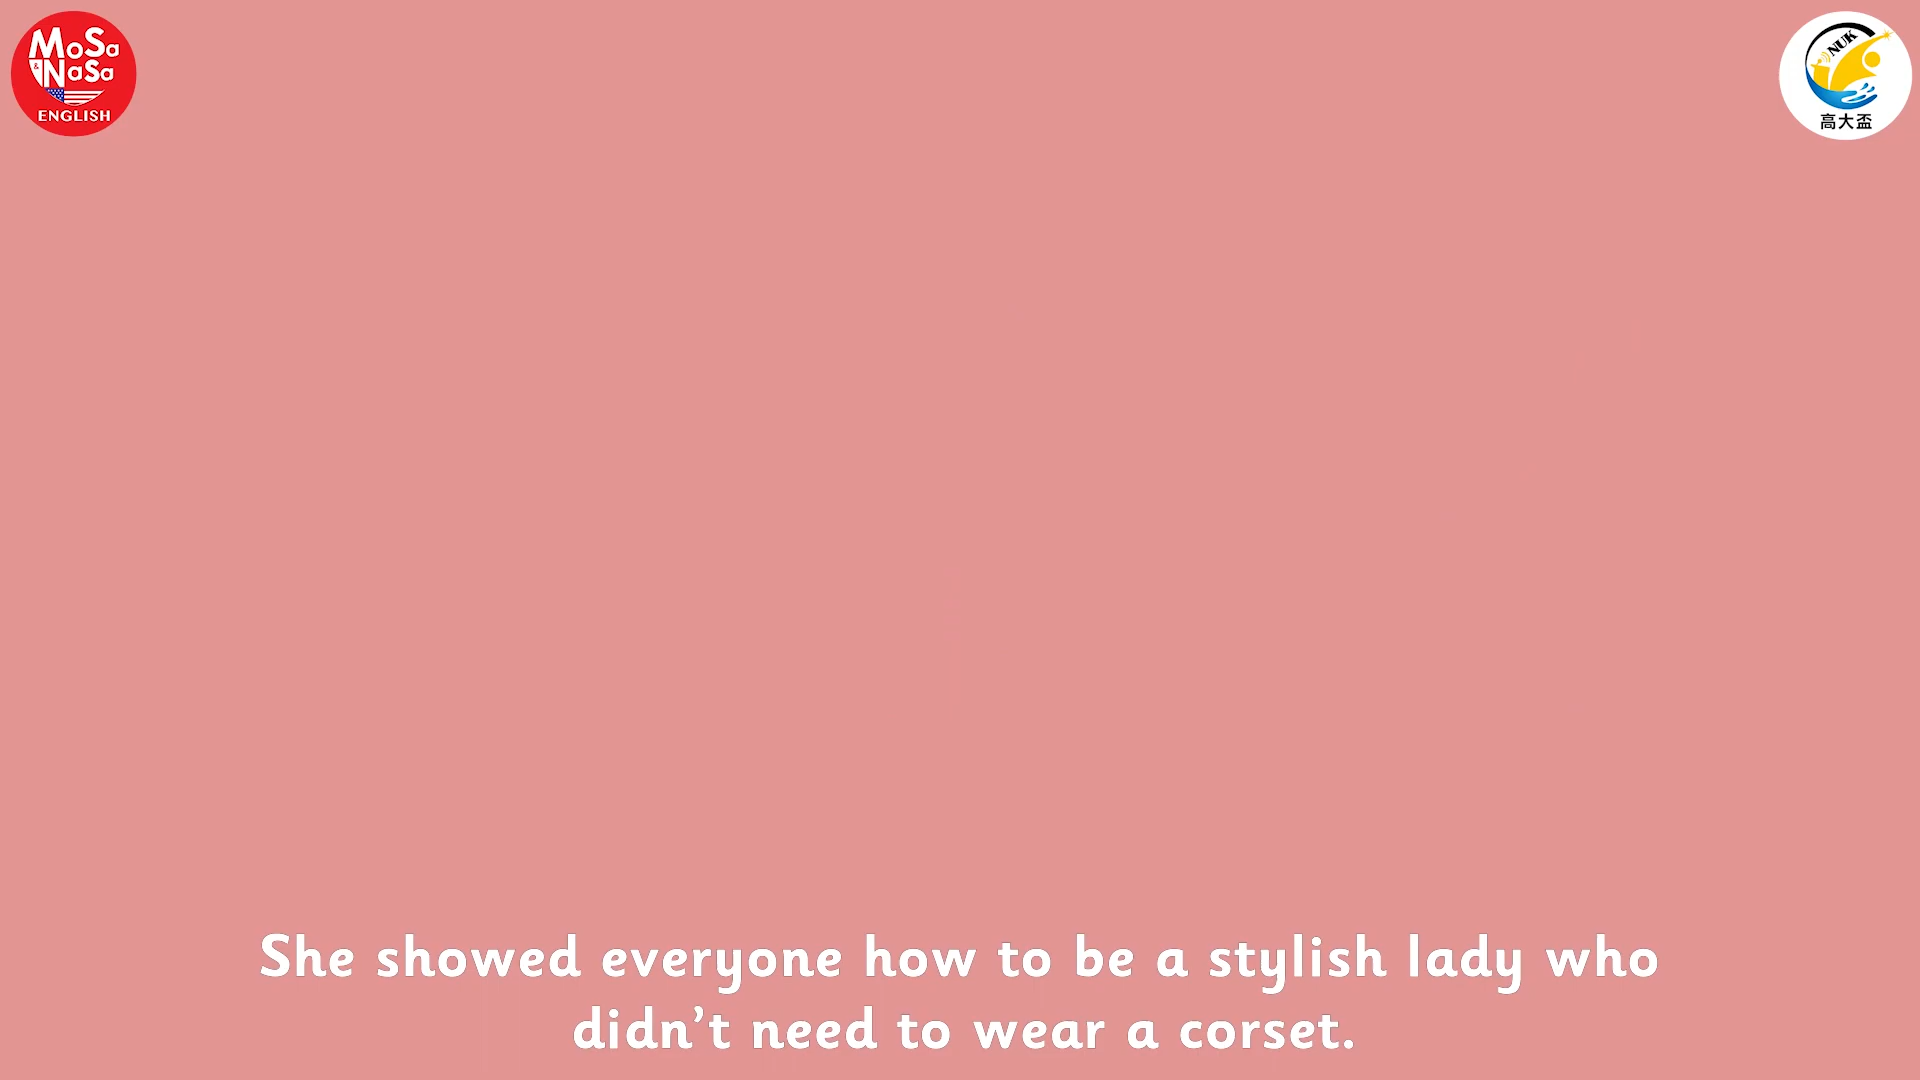 MoSa
& NaSa
ENGLISH
NUK
高大盃
She showed everyone how to be a stylish lady who
didn’t need to wear a corset.